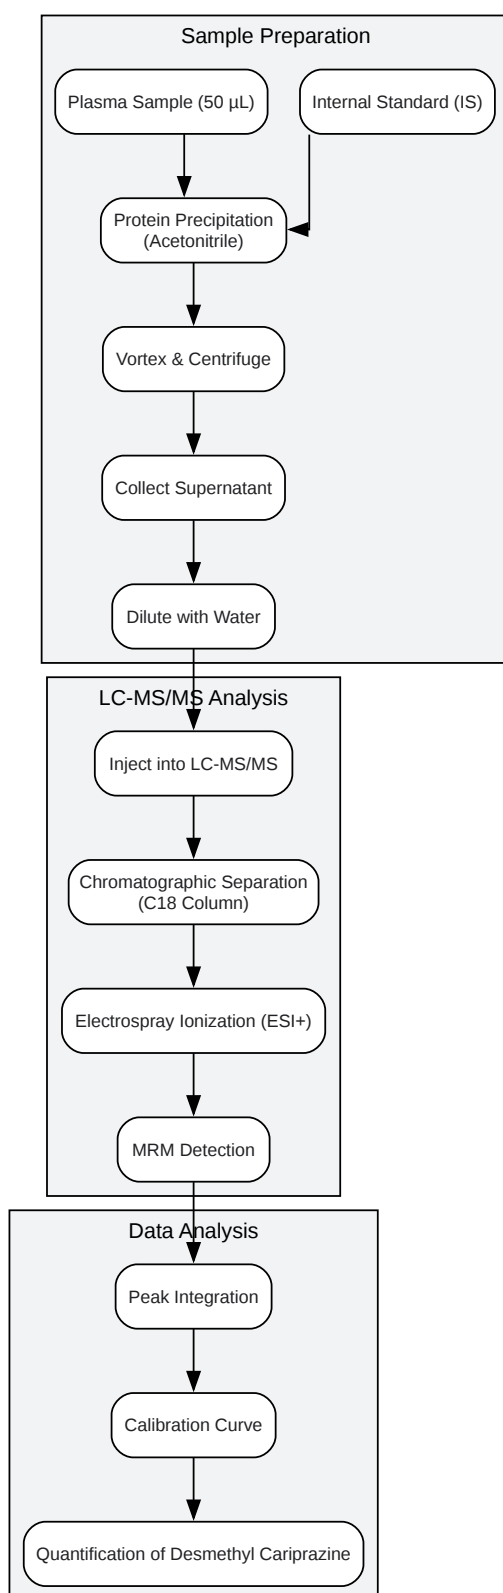 Sample Preparation
Plasma Sample (50 µL)
Internal Standard (IS)
Protein Precipitation
(Acetonitrile)
Vortex & Centrifuge
Collect Supernatant
Dilute with Water
LC-MS/MS Analysis
Inject into LC-MS/MS
Chromatographic Separation
(C18 Column)
Electrospray Ionization (ESI+)
MRM Detection
Data Analysis
Peak Integration
Calibration Curve
Quantification of Desmethyl Cariprazine